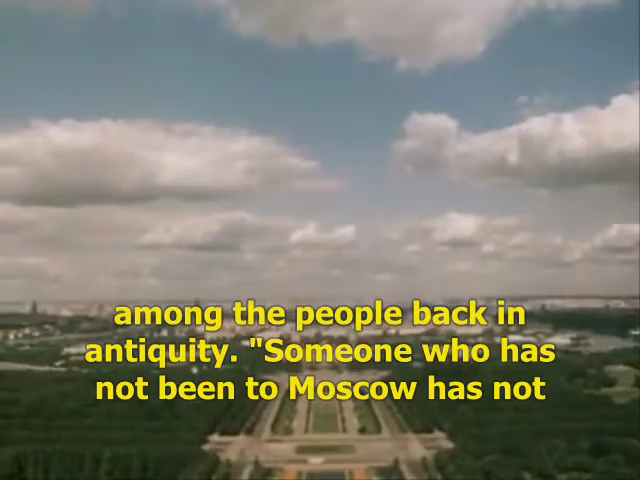 among the people back in
antiquity. "Someone who has
not been to Moscow has not